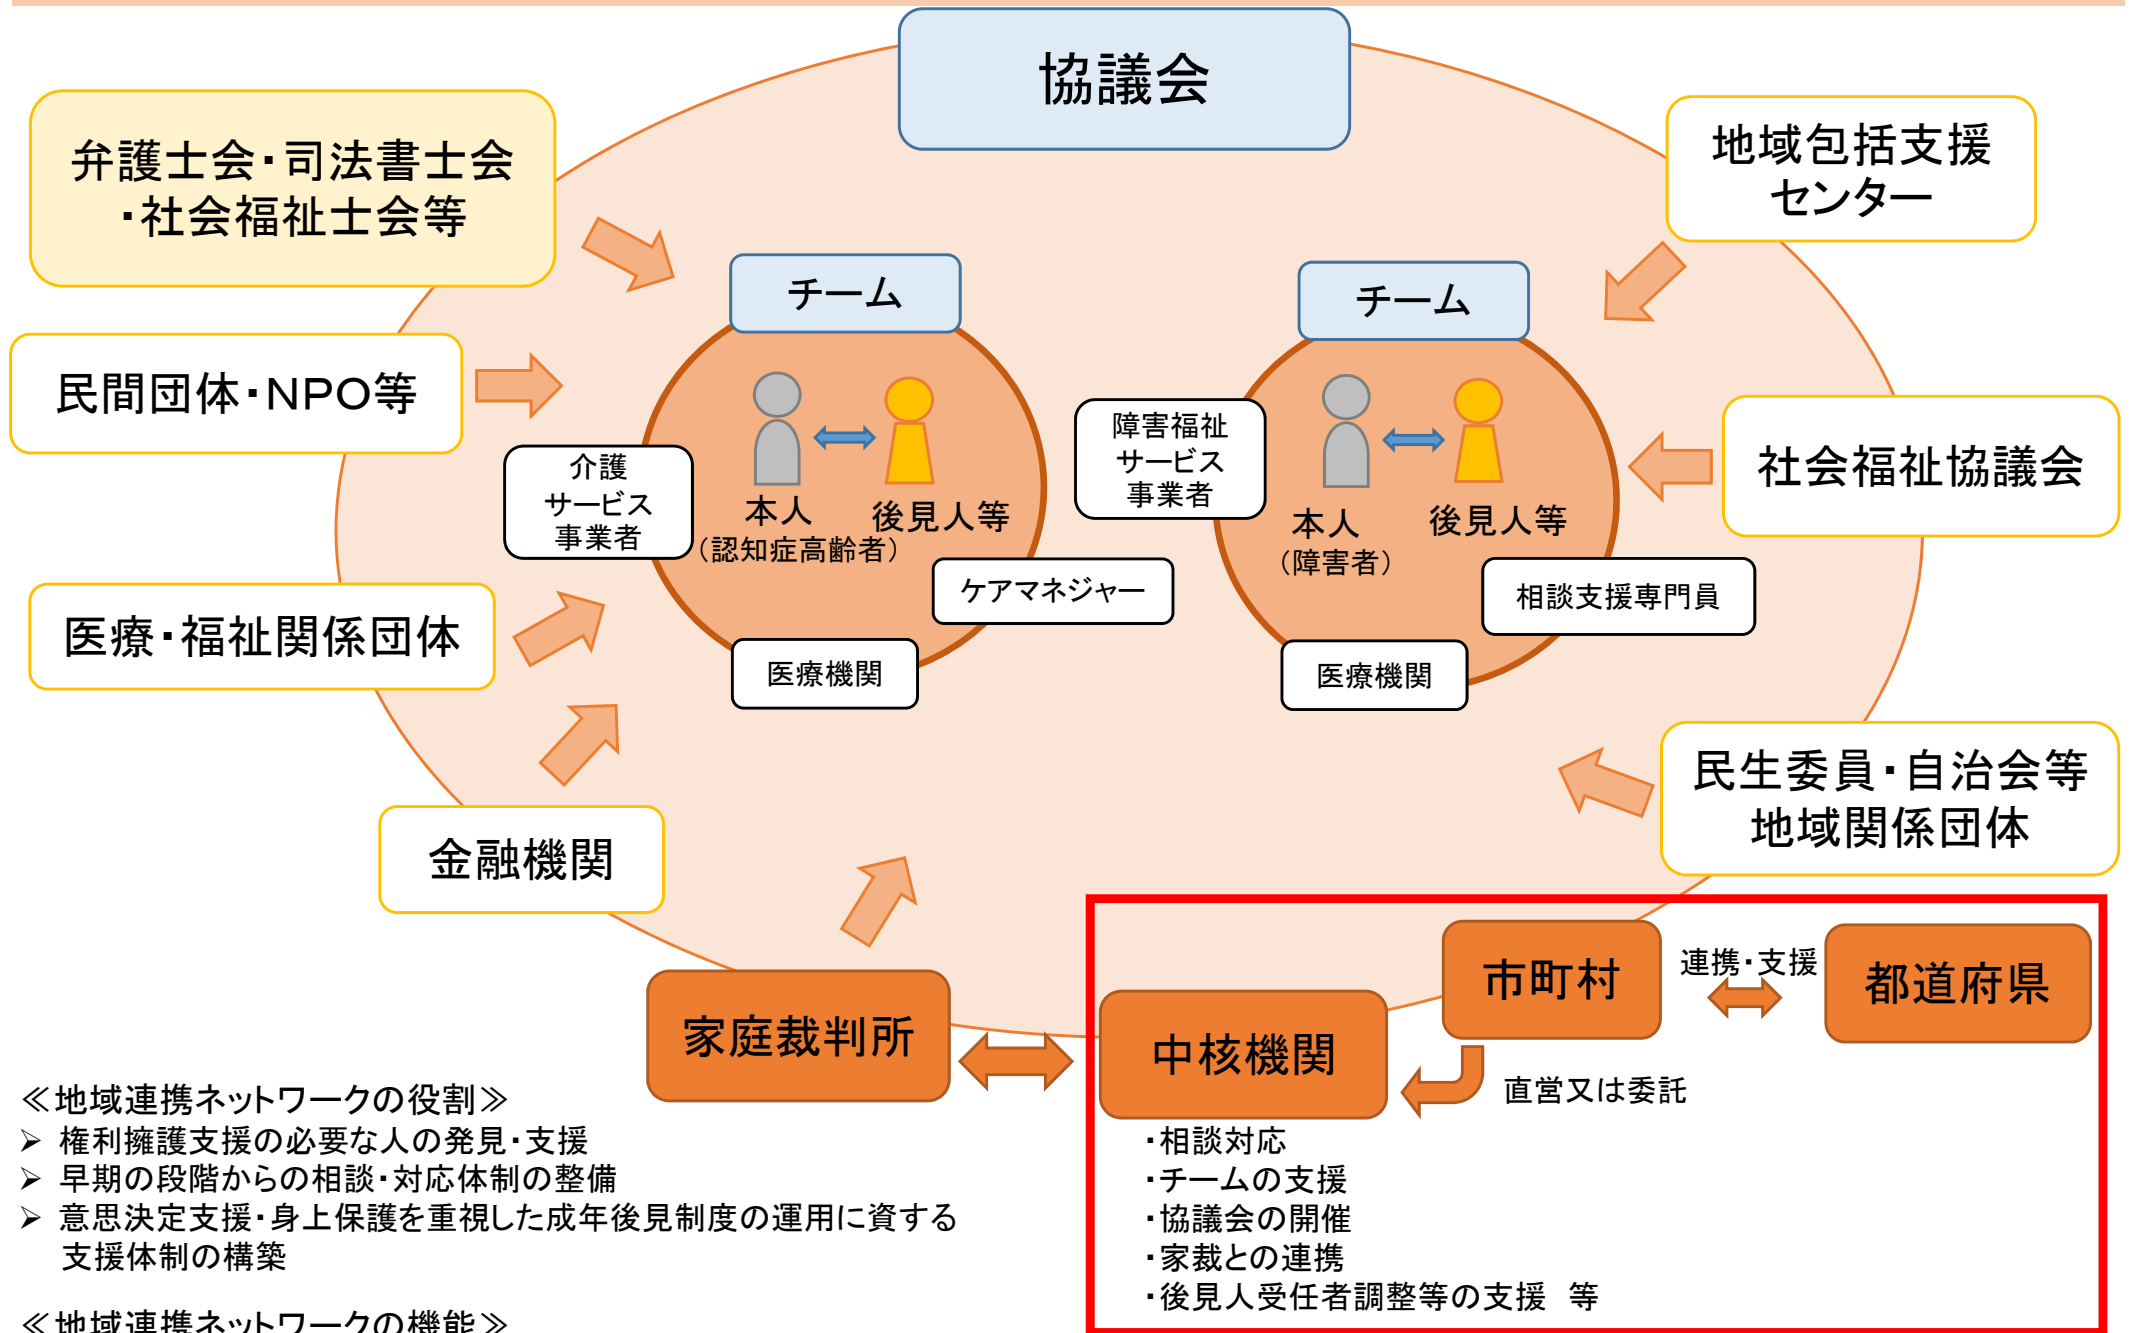 協議会
弁護士会・司法書士会
・社会福祉士会等
地域包括支援
センター
チーム
チーム
民間団体・NPO等
障害福祉
サービス
事業者
社会福祉協議会
介護
サービス
事業者
本人
(認知症高齢者)
後見人等
本人
(障害者)
後見人等
ケアマネジャー
相談支援専門員
医療・福祉関係団体
医療機関
医療機関
民生委員・自治会等
地域関係団体
金融機関
市町村
連携・支援
都道府県
家庭裁判所
中核機関
直営又は委託
・相談対応
・チームの支援
・協議会の開催
・家裁との連携
・後見人受任者調整等の支援 等
≪地域連携ネットワークの役割≫
➢ 権利擁護支援の必要な人の発見・支援
➢ 早期の段階からの相談・対応体制の整備
➢ 意思決定支援・身上保護を重視した成年後見制度の運用に資する
支援体制の構築
≪地域連携ネットワークの機能≫